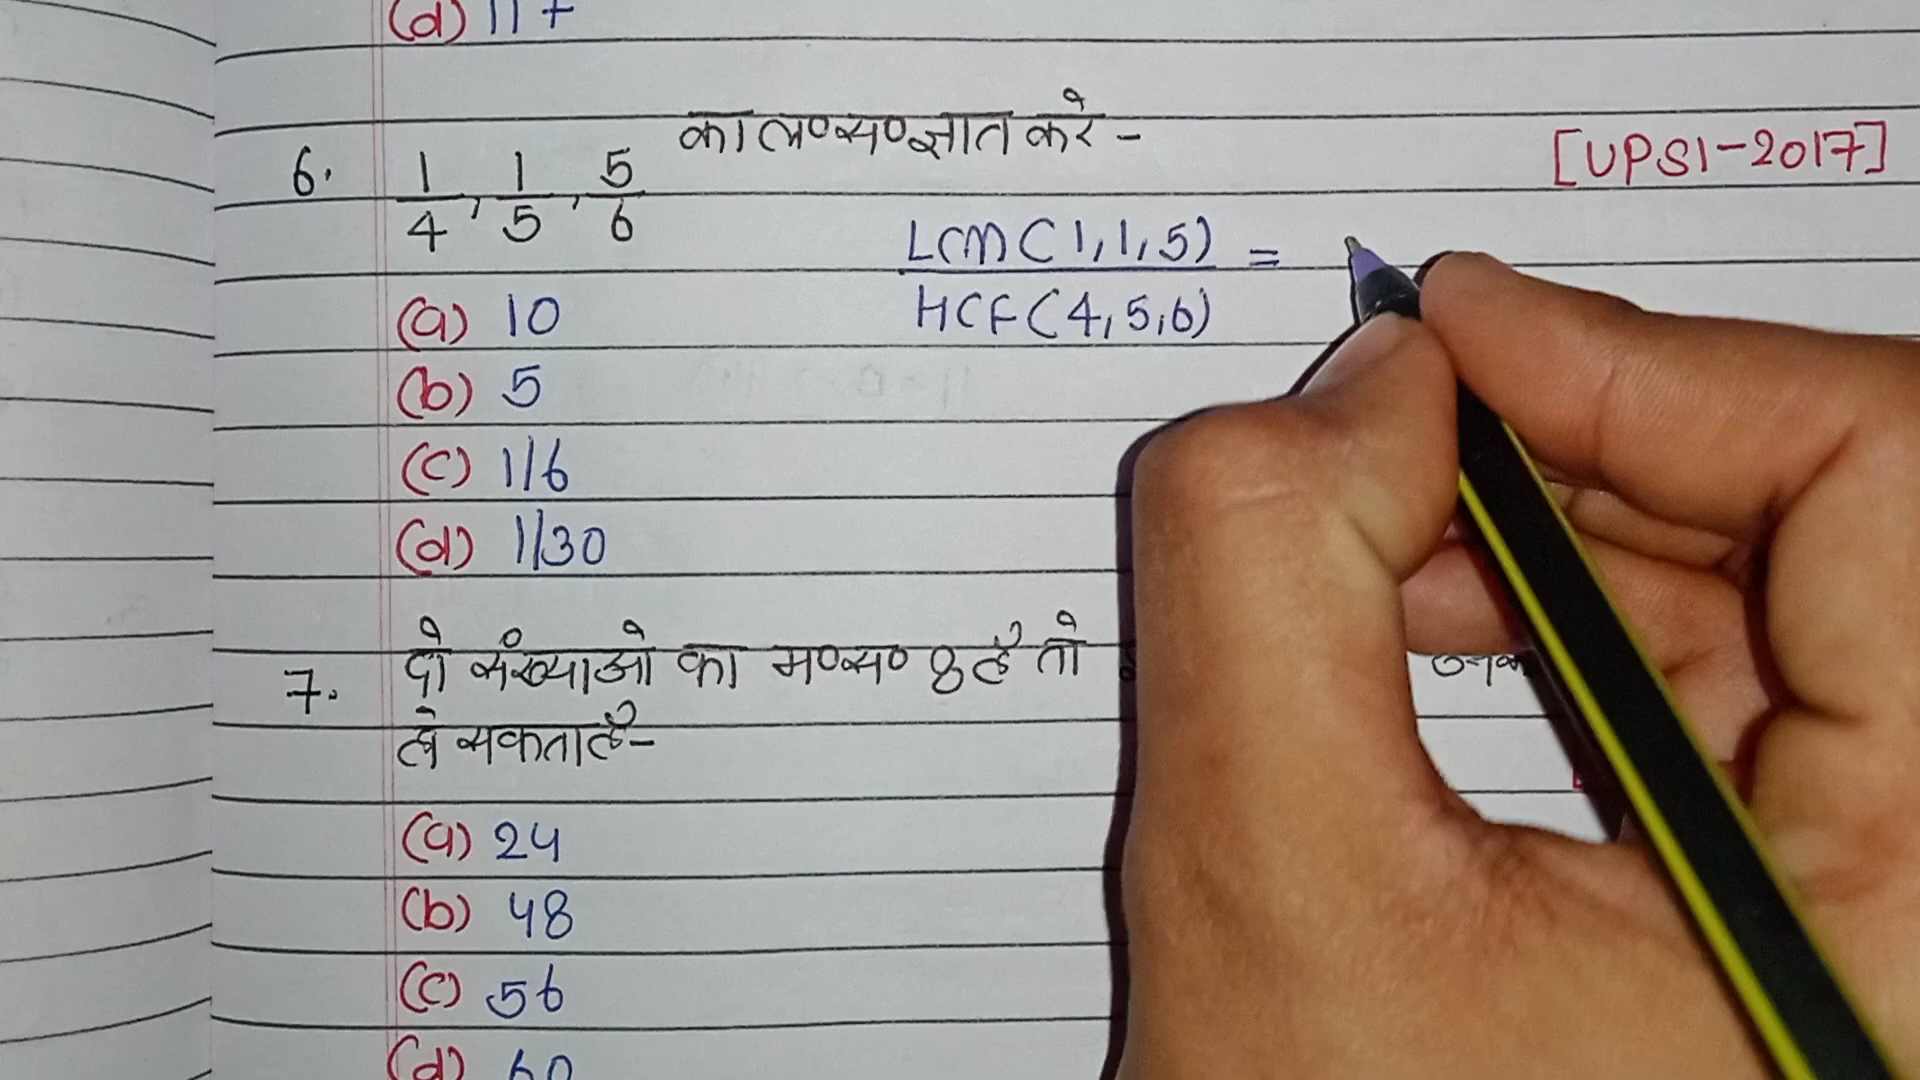 (d) 117
का ल०स० ज्ञात करे -
[UPSI-2017]
6. 1/4, 1/5, 5/6
LCM(1,1,5) / HCF(4,5,6) =
(a) 10
(b) 5
(c) 1/6
(d) 1/30
7. दो संख्याओ का म०स० 8 है तो
हो सकता है-
(a) 24
(b) 48
(c) 56
(d) 60